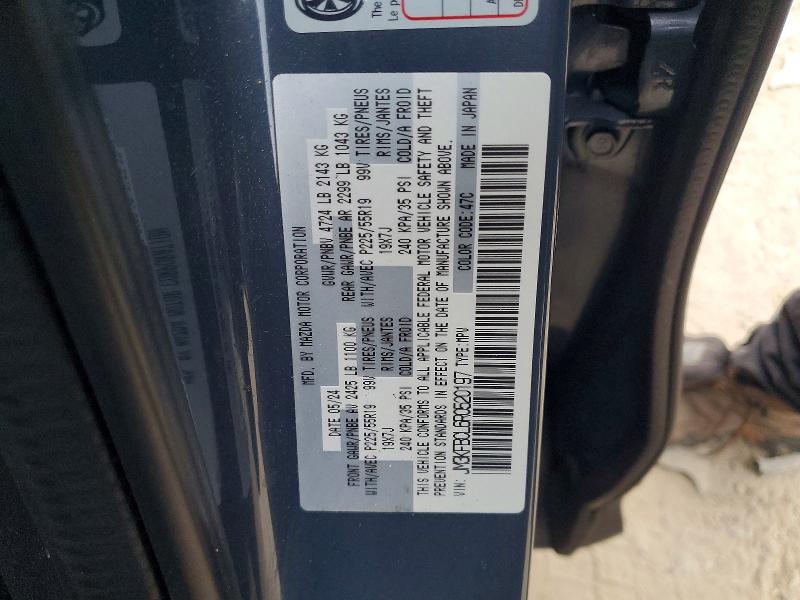 The
Le p
MFD. BY MAZDA MOTOR CORPORATION
DATE 05/24 GVWR/PNBV 4724 LB 2143 KG
FRONT GAWR/PNBE AV 2425 LB 1100 KG REAR GAWR/PNBE AR 2299 LB 1043 KG
WITH/AVEC P225/55R19 99V TIRES/PNEUS WITH/AVEC P225/55R19 99V TIRES/PNEUS
19X7J RIMS/JANTES 19X7J RIMS/JANTES
240 KPA/35 PSI COLD/A FROID 240 KPA/35 PSI COLD/A FROID
THIS VEHICLE CONFORMS TO ALL APPLICABLE FEDERAL MOTOR VEHICLE SAFETY AND THEFT
PREVENTION STANDARDS IN EFFECT ON THE DATE OF MANUFACTURE SHOWN ABOVE.
VIN: JM3KFBCL6R0520197 TYPE:MPV COLOR CODE:47C MADE IN JAPAN